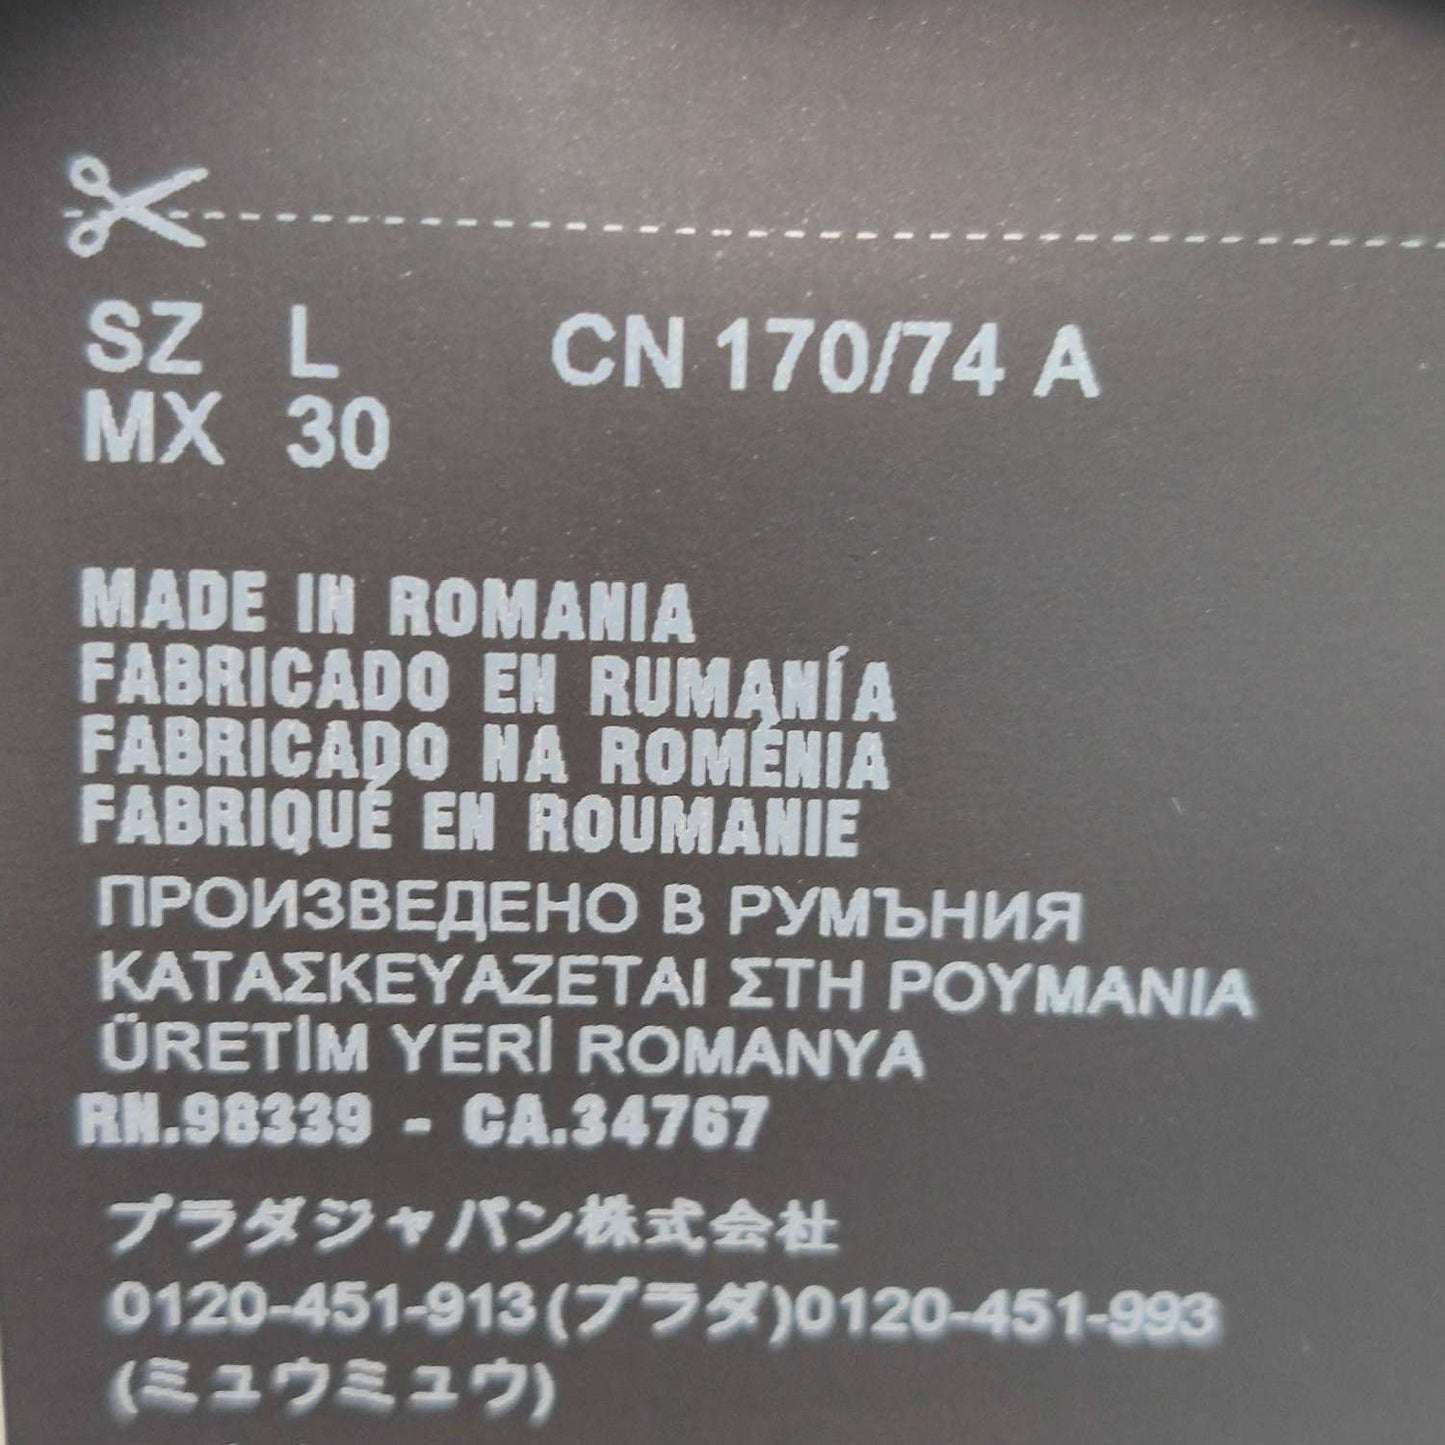 SZ L CN 170/74 A
MX 30
MADE IN ROMANIA
FABRICADO EN RUMANÍA
FABRICADO NA ROMÉNIA
FABRIQUÉ EN ROUMANIE
ПРОИЗВЕДЕНО В РУМЪНИЯ
ΚΑΤΑΣΚΕΥΑΖΕΤΑΙ ΣΤΗ ΡΟΥΜΑΝΙΑ
ÜRETİM YERİ ROMANYA
RN.98339 - CA.34767
プラダジャパン株式会社
0120-451-913(プラダ)0120-451-993
(ミュウミュウ)